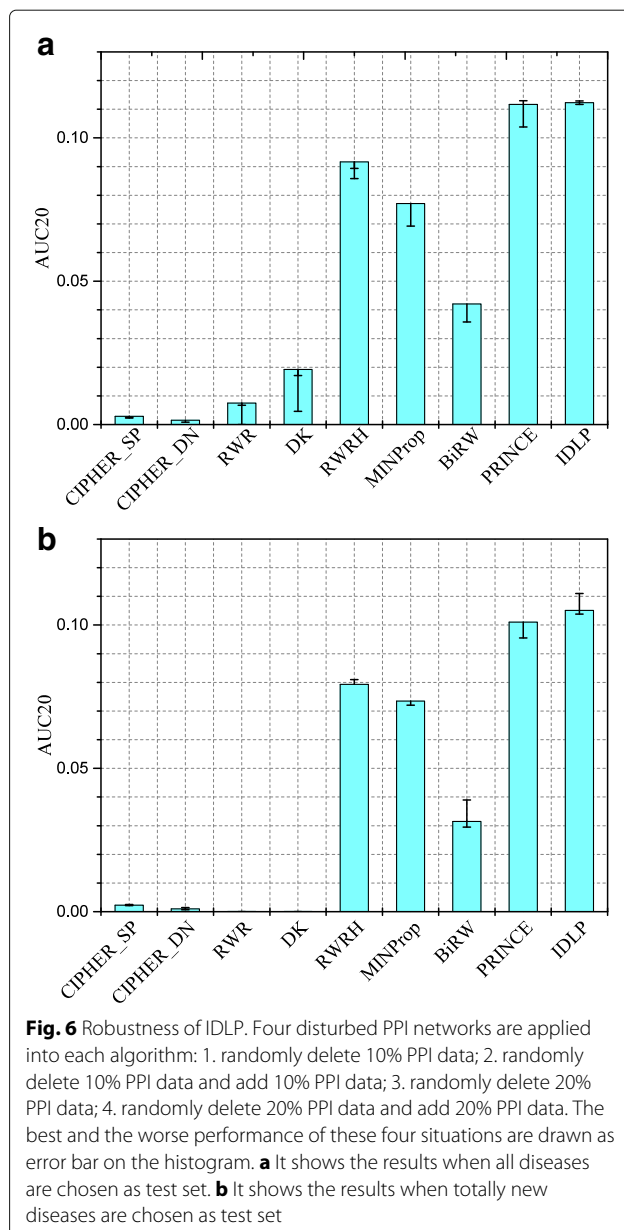 a
AUC20
0.10
0.05
0.00
CIPHER_SP
CIPHER_DN
RWR
DK
RWRH
MINProp
BiRW
PRINCE
IDLP
b
AUC20
0.10
0.05
0.00
CIPHER_SP
CIPHER_DN
RWR
DK
RWRH
MINProp
BiRW
PRINCE
IDLP
Fig. 6 Robustness of IDLP. Four disturbed PPI networks are applied
into each algorithm: 1. randomly delete 10% PPI data; 2. randomly
delete 10% PPI data and add 10% PPI data; 3. randomly delete 20%
PPI data; 4. randomly delete 20% PPI data and add 20% PPI data. The
best and the worse performance of these four situations are drawn as
error bar on the histogram. a It shows the results when all diseases
are chosen as test set. b It shows the results when totally new
diseases are chosen as test set